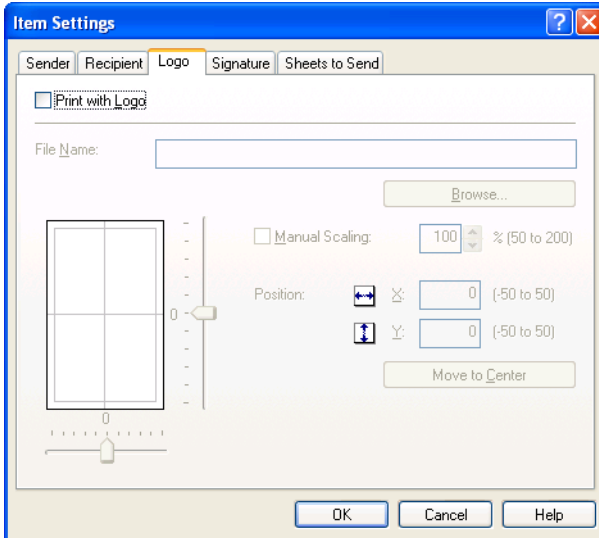 Item Settings
Sender Recipient Logo Signature Sheets to Send
Print with Logo
File Name:
Browse...
Manual Scaling: 100 % (50 to 200)
0
Position: X: 0 (-50 to 50)
Y: 0 (-50 to 50)
Move to Center
0
OK Cancel Help